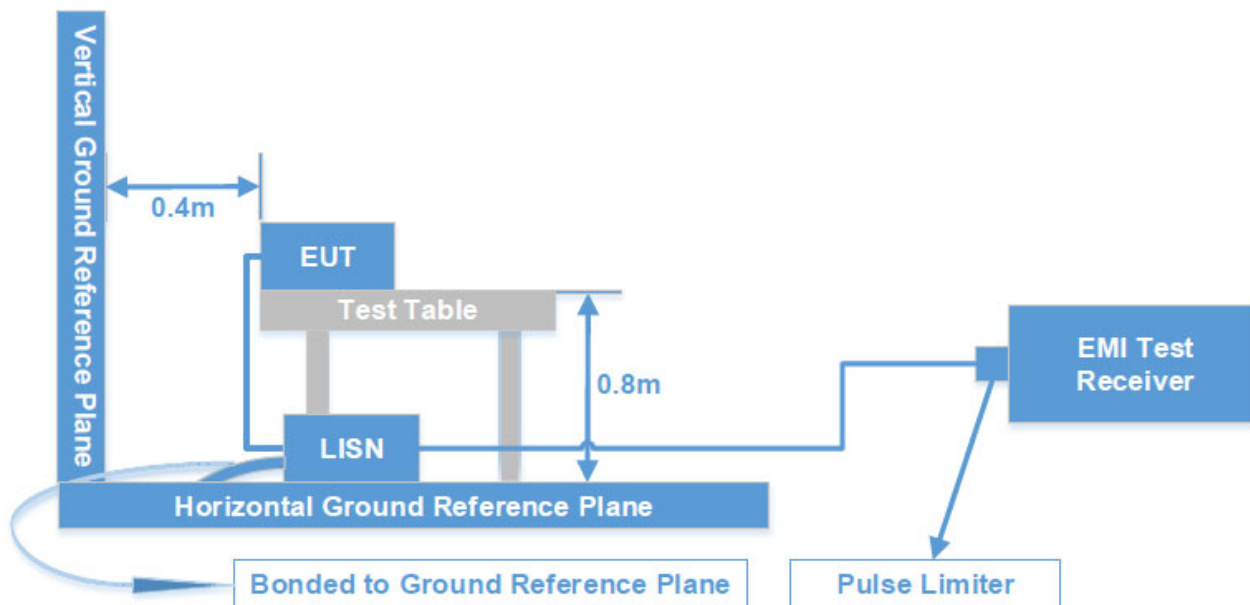 Vertical Ground Reference Plane
0.4m
EUT
Test Table
0.8m
EMI Test
Receiver
LISN
Horizontal Ground Reference Plane
Bonded to Ground Reference Plane
Pulse Limiter